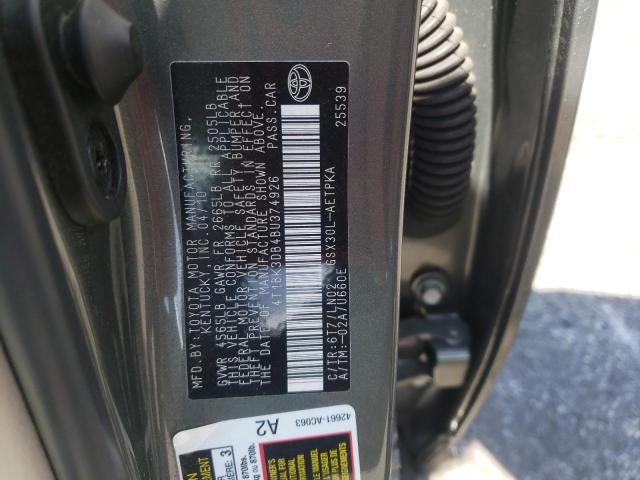 MFD.BY:TOYOTA MOTOR MANUFACTURING,
KENTUCKY, INC. 04/10
GVWR 4565LB GAWR FR 2665LB RR 2505LB
THIS VEHICLE CONFORMS TO ALL APPLICABLE
FEDERAL MOTOR VEHICLE SAFETY, BUMPER, AND
THEFT PREVENTION STANDARDS IN EFFECT ON
THE DATE OF MANUFACTURE SHOWN ABOVE.
4T1BK3DB4BU374926 PASS.CAR
C/TR:6T7/LN02 GSX30L-AETPKA
A/TM:-02A/U660E 25539
42661-AC063
A2